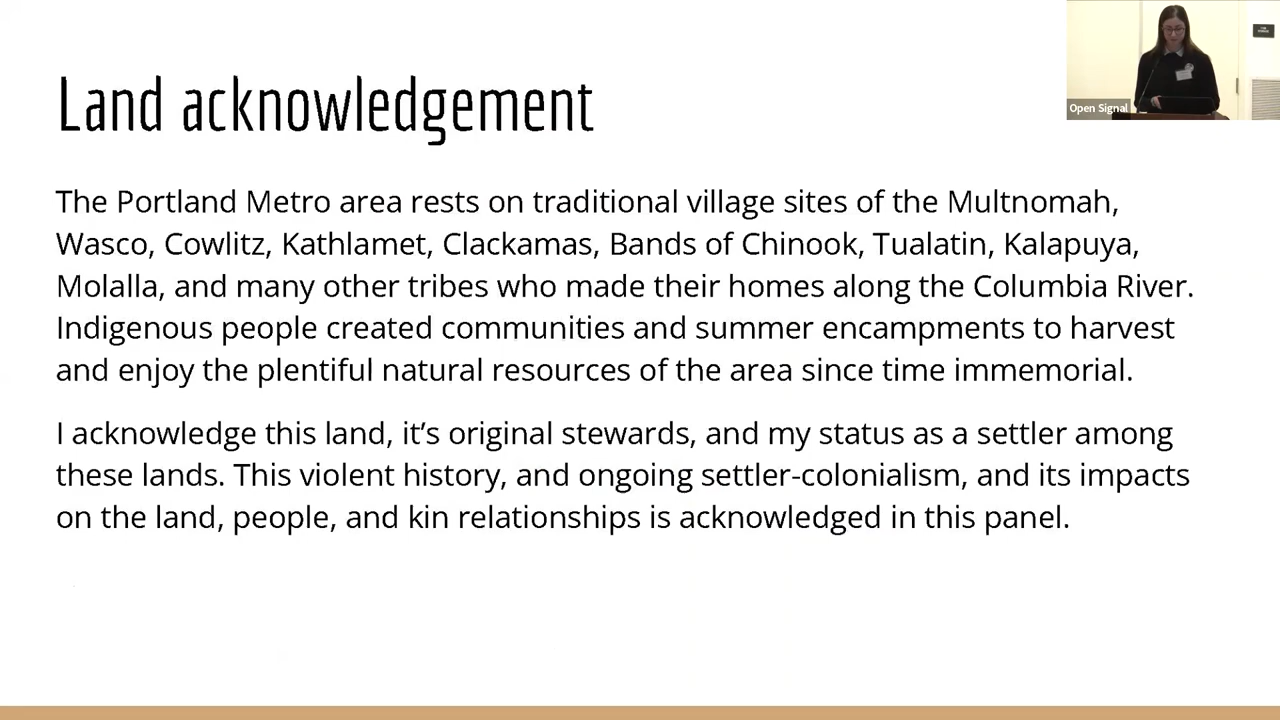 Land acknowledgement
Open Signal
The Portland Metro area rests on traditional village sites of the Multnomah,
Wasco, Cowlitz, Kathlamet, Clackamas, Bands of Chinook, Tualatin, Kalapuya,
Molalla, and many other tribes who made their homes along the Columbia River.
Indigenous people created communities and summer encampments to harvest
and enjoy the plentiful natural resources of the area since time immemorial.
I acknowledge this land, it’s original stewards, and my status as a settler among
these lands. This violent history, and ongoing settler-colonialism, and its impacts
on the land, people, and kin relationships is acknowledged in this panel.